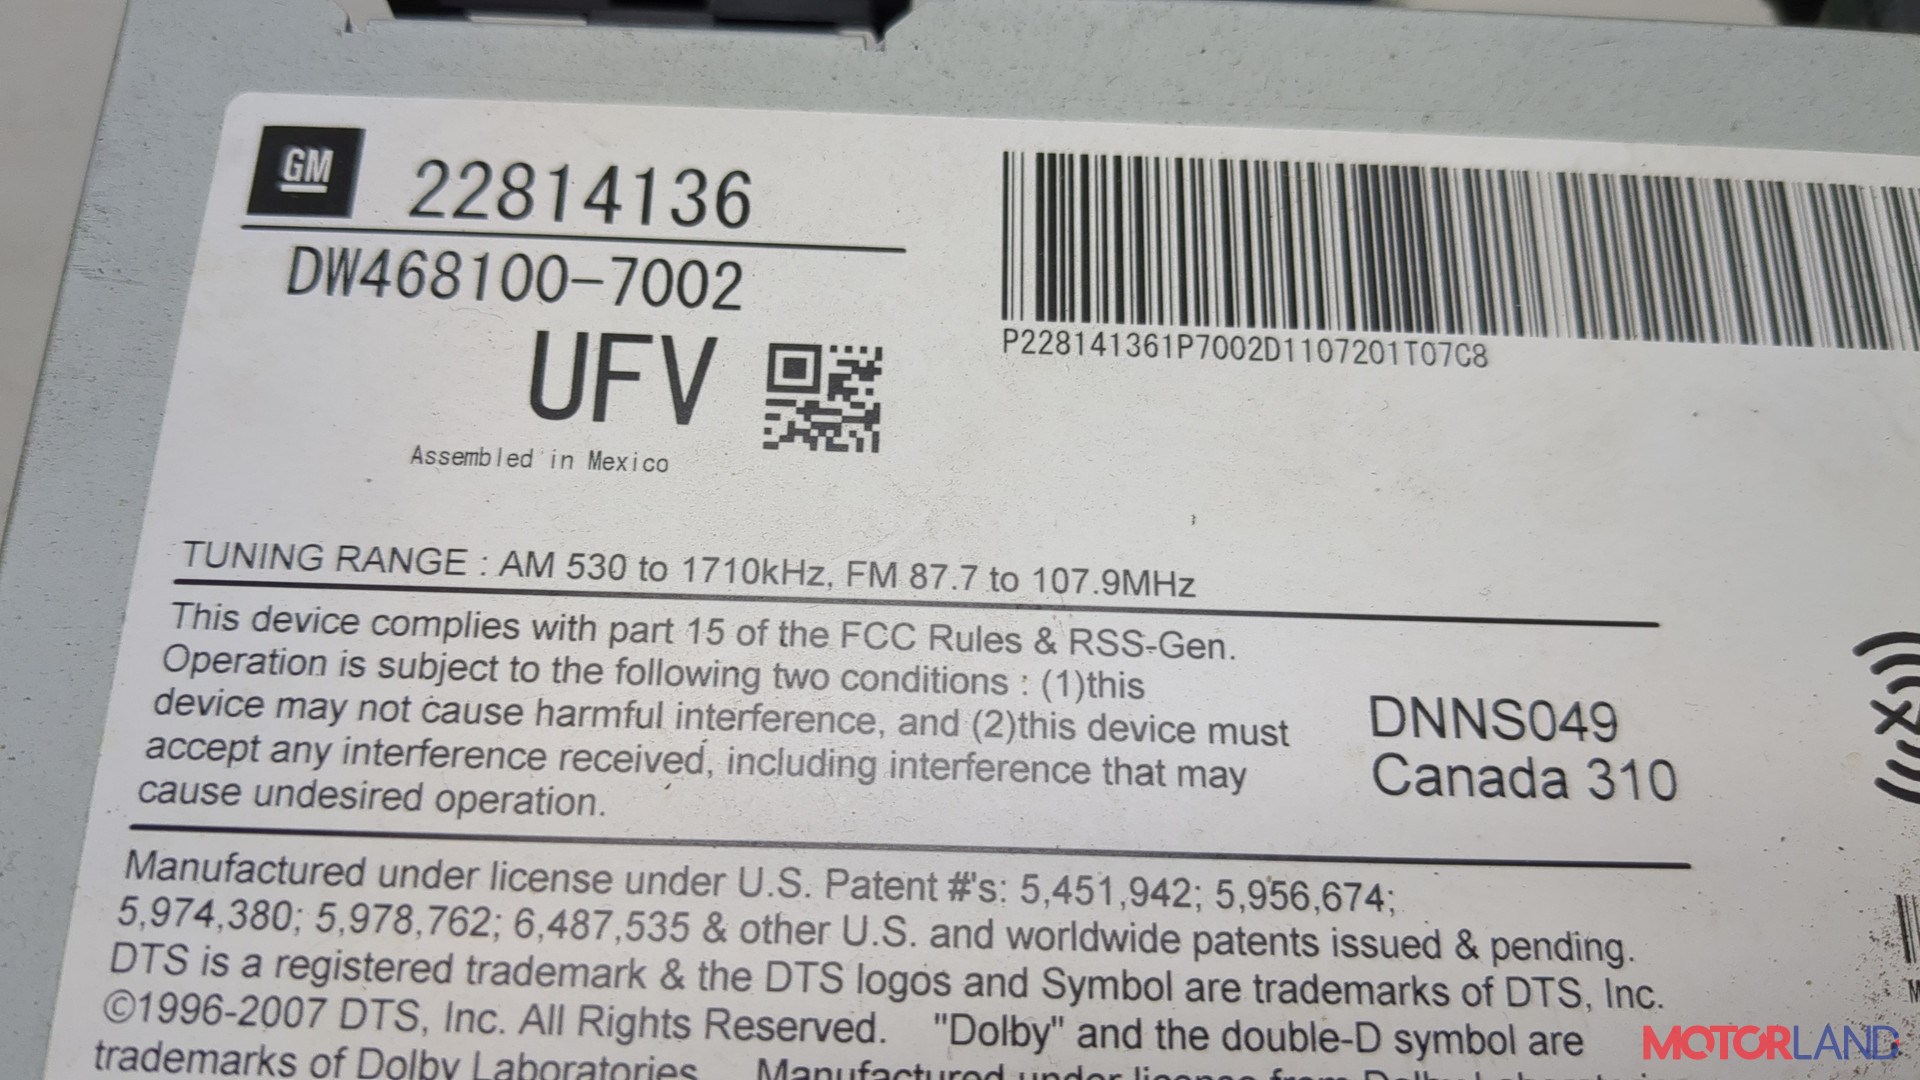 GM 22814136
DW468100-7002
UFV
Assembled in Mexico
P228141361P7002D1107201T07C8
TUNING RANGE : AM 530 to 1710kHz, FM 87.7 to 107.9MHz
This device complies with part 15 of the FCC Rules & RSS-Gen.
Operation is subject to the following two conditions : (1)this
device may not cause harmful interference, and (2)this device must
accept any interference received, including interference that may
cause undesired operation.
DNNS049
Canada 310
Manufactured under license under U.S. Patent #'s: 5,451,942; 5,956,674;
5,974,380; 5,978,762; 6,487,535 & other U.S. and worldwide patents issued & pending.
DTS is a registered trademark & the DTS logos and Symbol are trademarks of DTS, Inc.
©1996-2007 DTS, Inc. All Rights Reserved. "Dolby" and the double-D symbol are
trademarks of Dolby Laboratories. Manufactured under license from Dolby Laboratories
MOTORLAND